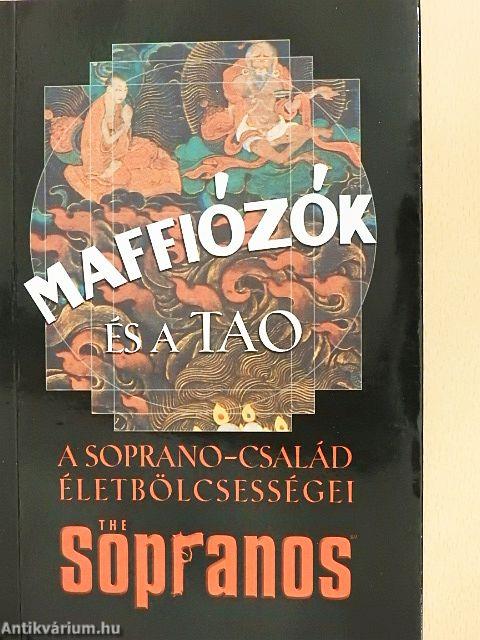 MAFFIÓZÓK
ÉS A TAO
A SOPRANO-CSALÁD
ÉLETBÖLCSESSÉGEI
THE
Sopranos
Antikvárium.hu